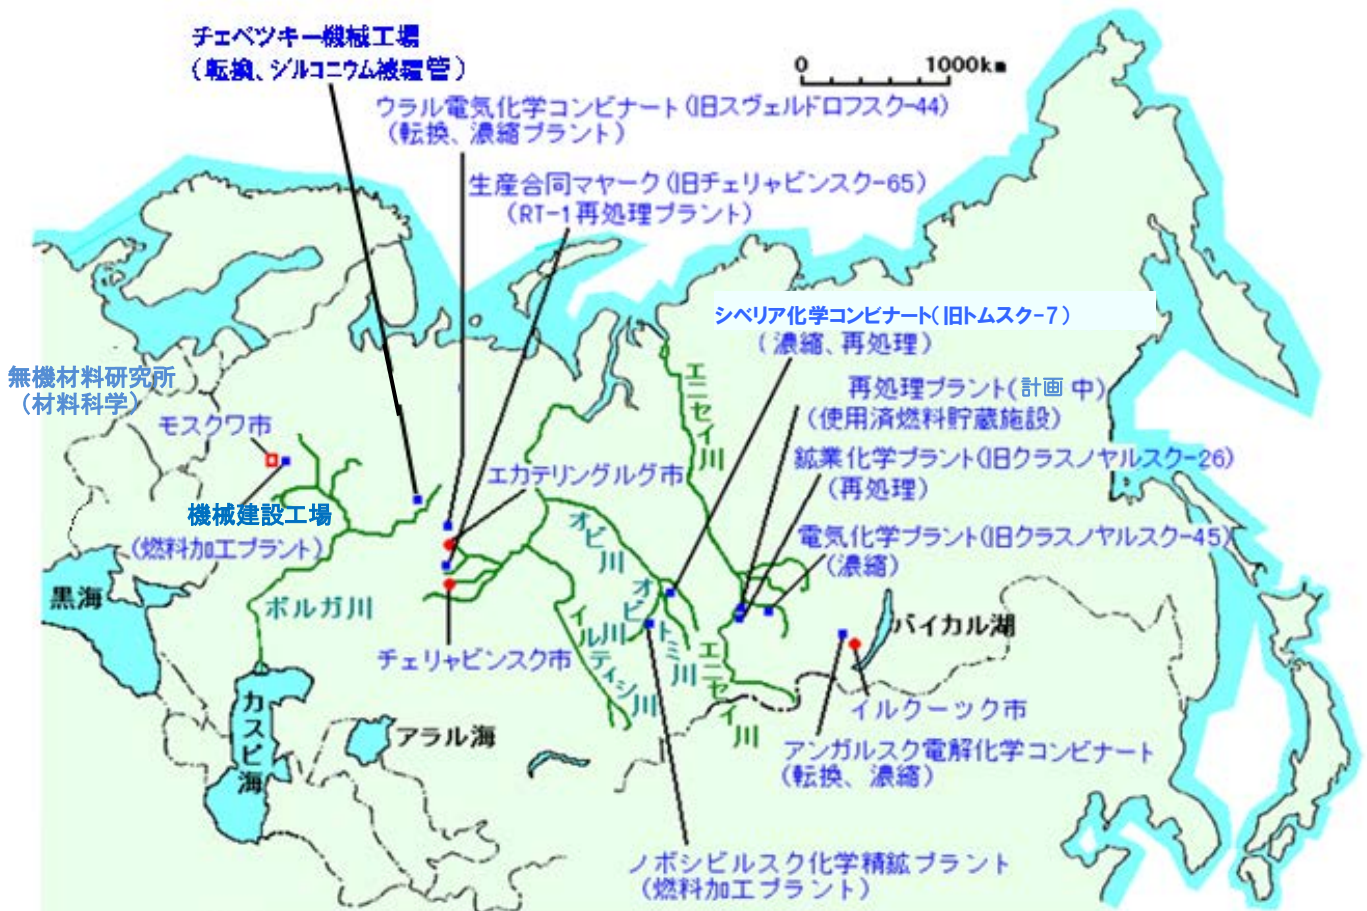 チェペツキー機械工場
(転換、ジルコニウム被覆管)
0 1000km
ウラル電気化学コンビナート(旧スヴェルドロフスク-44)
(転換、濃縮プラント)
生産合同マヤーク(旧チェリャビンスク-65)
(RT-1再処理プラント)
シベリア化学コンビナート(旧トムスク-7)
(濃縮、再処理)
無機材料研究所
(材料科学)
エニセイ川
再処理プラント(計画 中)
(使用済燃料貯蔵施設)
モスクワ市
鉱業化学プラント(旧クラスノヤルスク-26)
(再処理)
エカテリングルグ市
機械建設工場
(燃料加工プラント)
オビ川
電気化学プラント(旧クラスノヤルスク-45)
(濃縮)
黒海
ボルガ川
オビ川
イルティシ川
トミ川
エニセイ川
バイカル湖
チェリャビンスク市
カスピ海
アラル海
イルクーツク市
アンガルスク電解化学コンビナート
(転換、濃縮)
ノボシビルスク化学精鉱プラント
(燃料加工プラント)